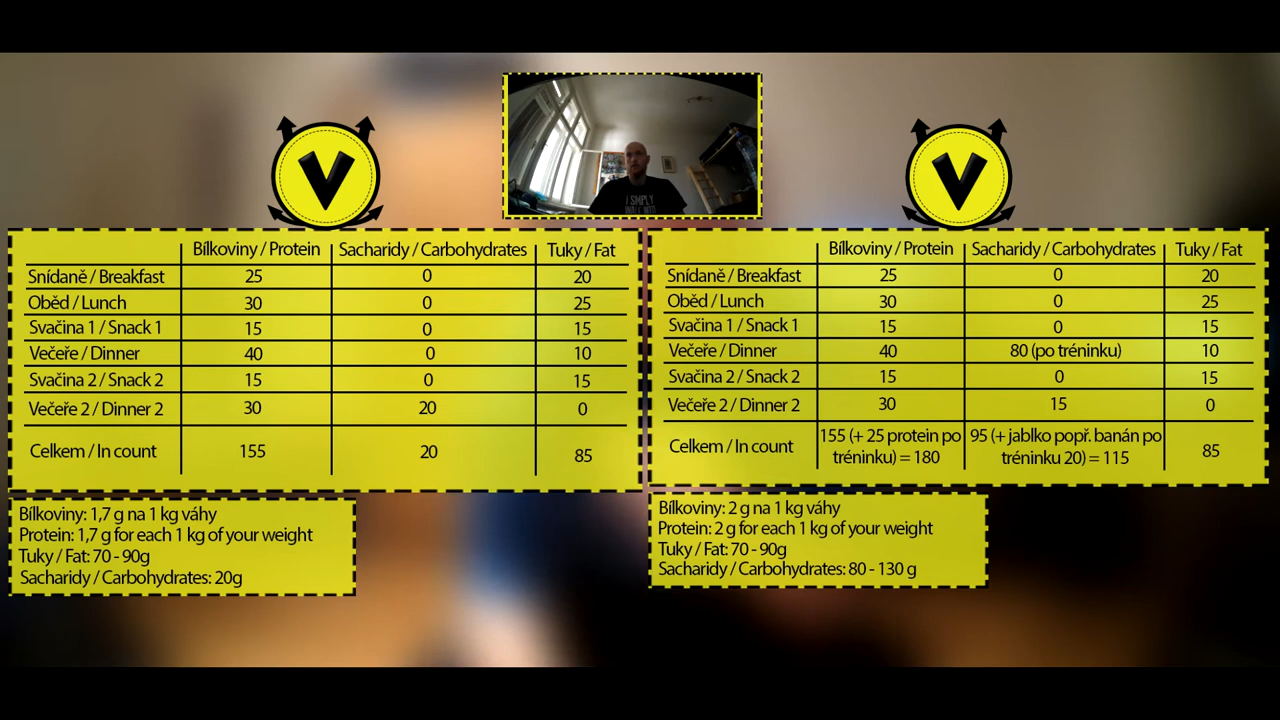 I SIMPLY
V
V
Bílkoviny / Protein Sacharidy / Carbohydrates Tuky / Fat
Snídaně / Breakfast 25 0 20
Oběd / Lunch 30 0 25
Svačina 1 / Snack 1 15 0 15
Večeře / Dinner 40 0 10
Svačina 2 / Snack 2 15 0 15
Večeře 2 / Dinner 2 30 20 0
Celkem / In count 155 20 85
Bílkoviny: 1,7 g na 1 kg váhy
Protein: 1,7 g for each 1 kg of your weight
Tuky / Fat: 70 - 90g
Sacharidy / Carbohydrates: 20g
Bílkoviny / Protein Sacharidy / Carbohydrates Tuky / Fat
Snídaně / Breakfast 25 0 20
Oběd / Lunch 30 0 25
Svačina 1 / Snack 1 15 0 15
Večeře / Dinner 40 80 (po tréninku) 10
Svačina 2 / Snack 2 15 0 15
Večeře 2 / Dinner 2 30 15 0
Celkem / In count 155 (+ 25 protein po tréninku) = 180 95 (+ jablko popř. banán po tréninku 20) = 115 85
Bílkoviny: 2 g na 1 kg váhy
Protein: 2 g for each 1 kg of your weight
Tuky / Fat: 70 - 90g
Sacharidy / Carbohydrates: 80 - 130 g